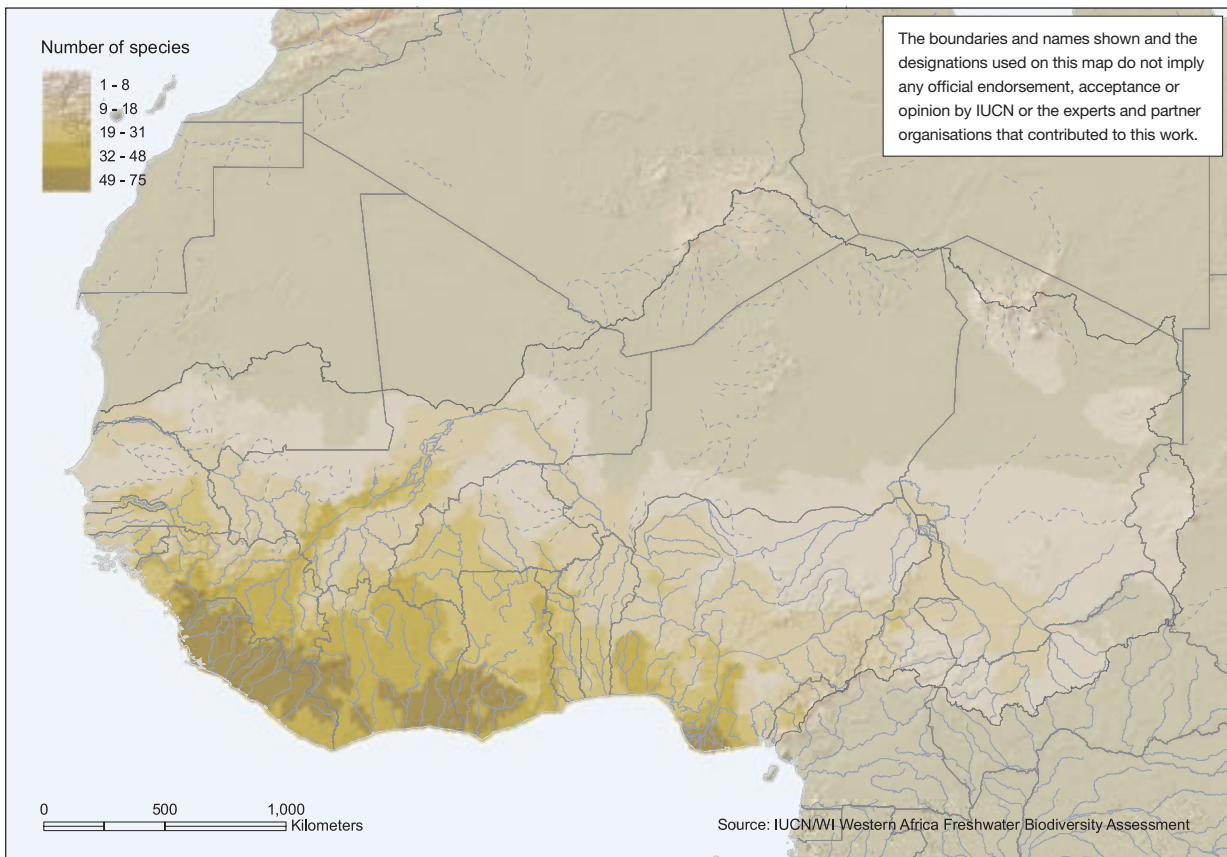 Number of species
1 - 8
9 - 18
19 - 31
32 - 48
49 - 75
The boundaries and names shown and the
designations used on this map do not imply
any official endorsement, acceptance or
opinion by IUCN or the experts and partner
organisations that contributed to this work.
0 500 1,000
Kilometers
Source: IUCN/WI Western Africa Freshwater Biodiversity Assessment